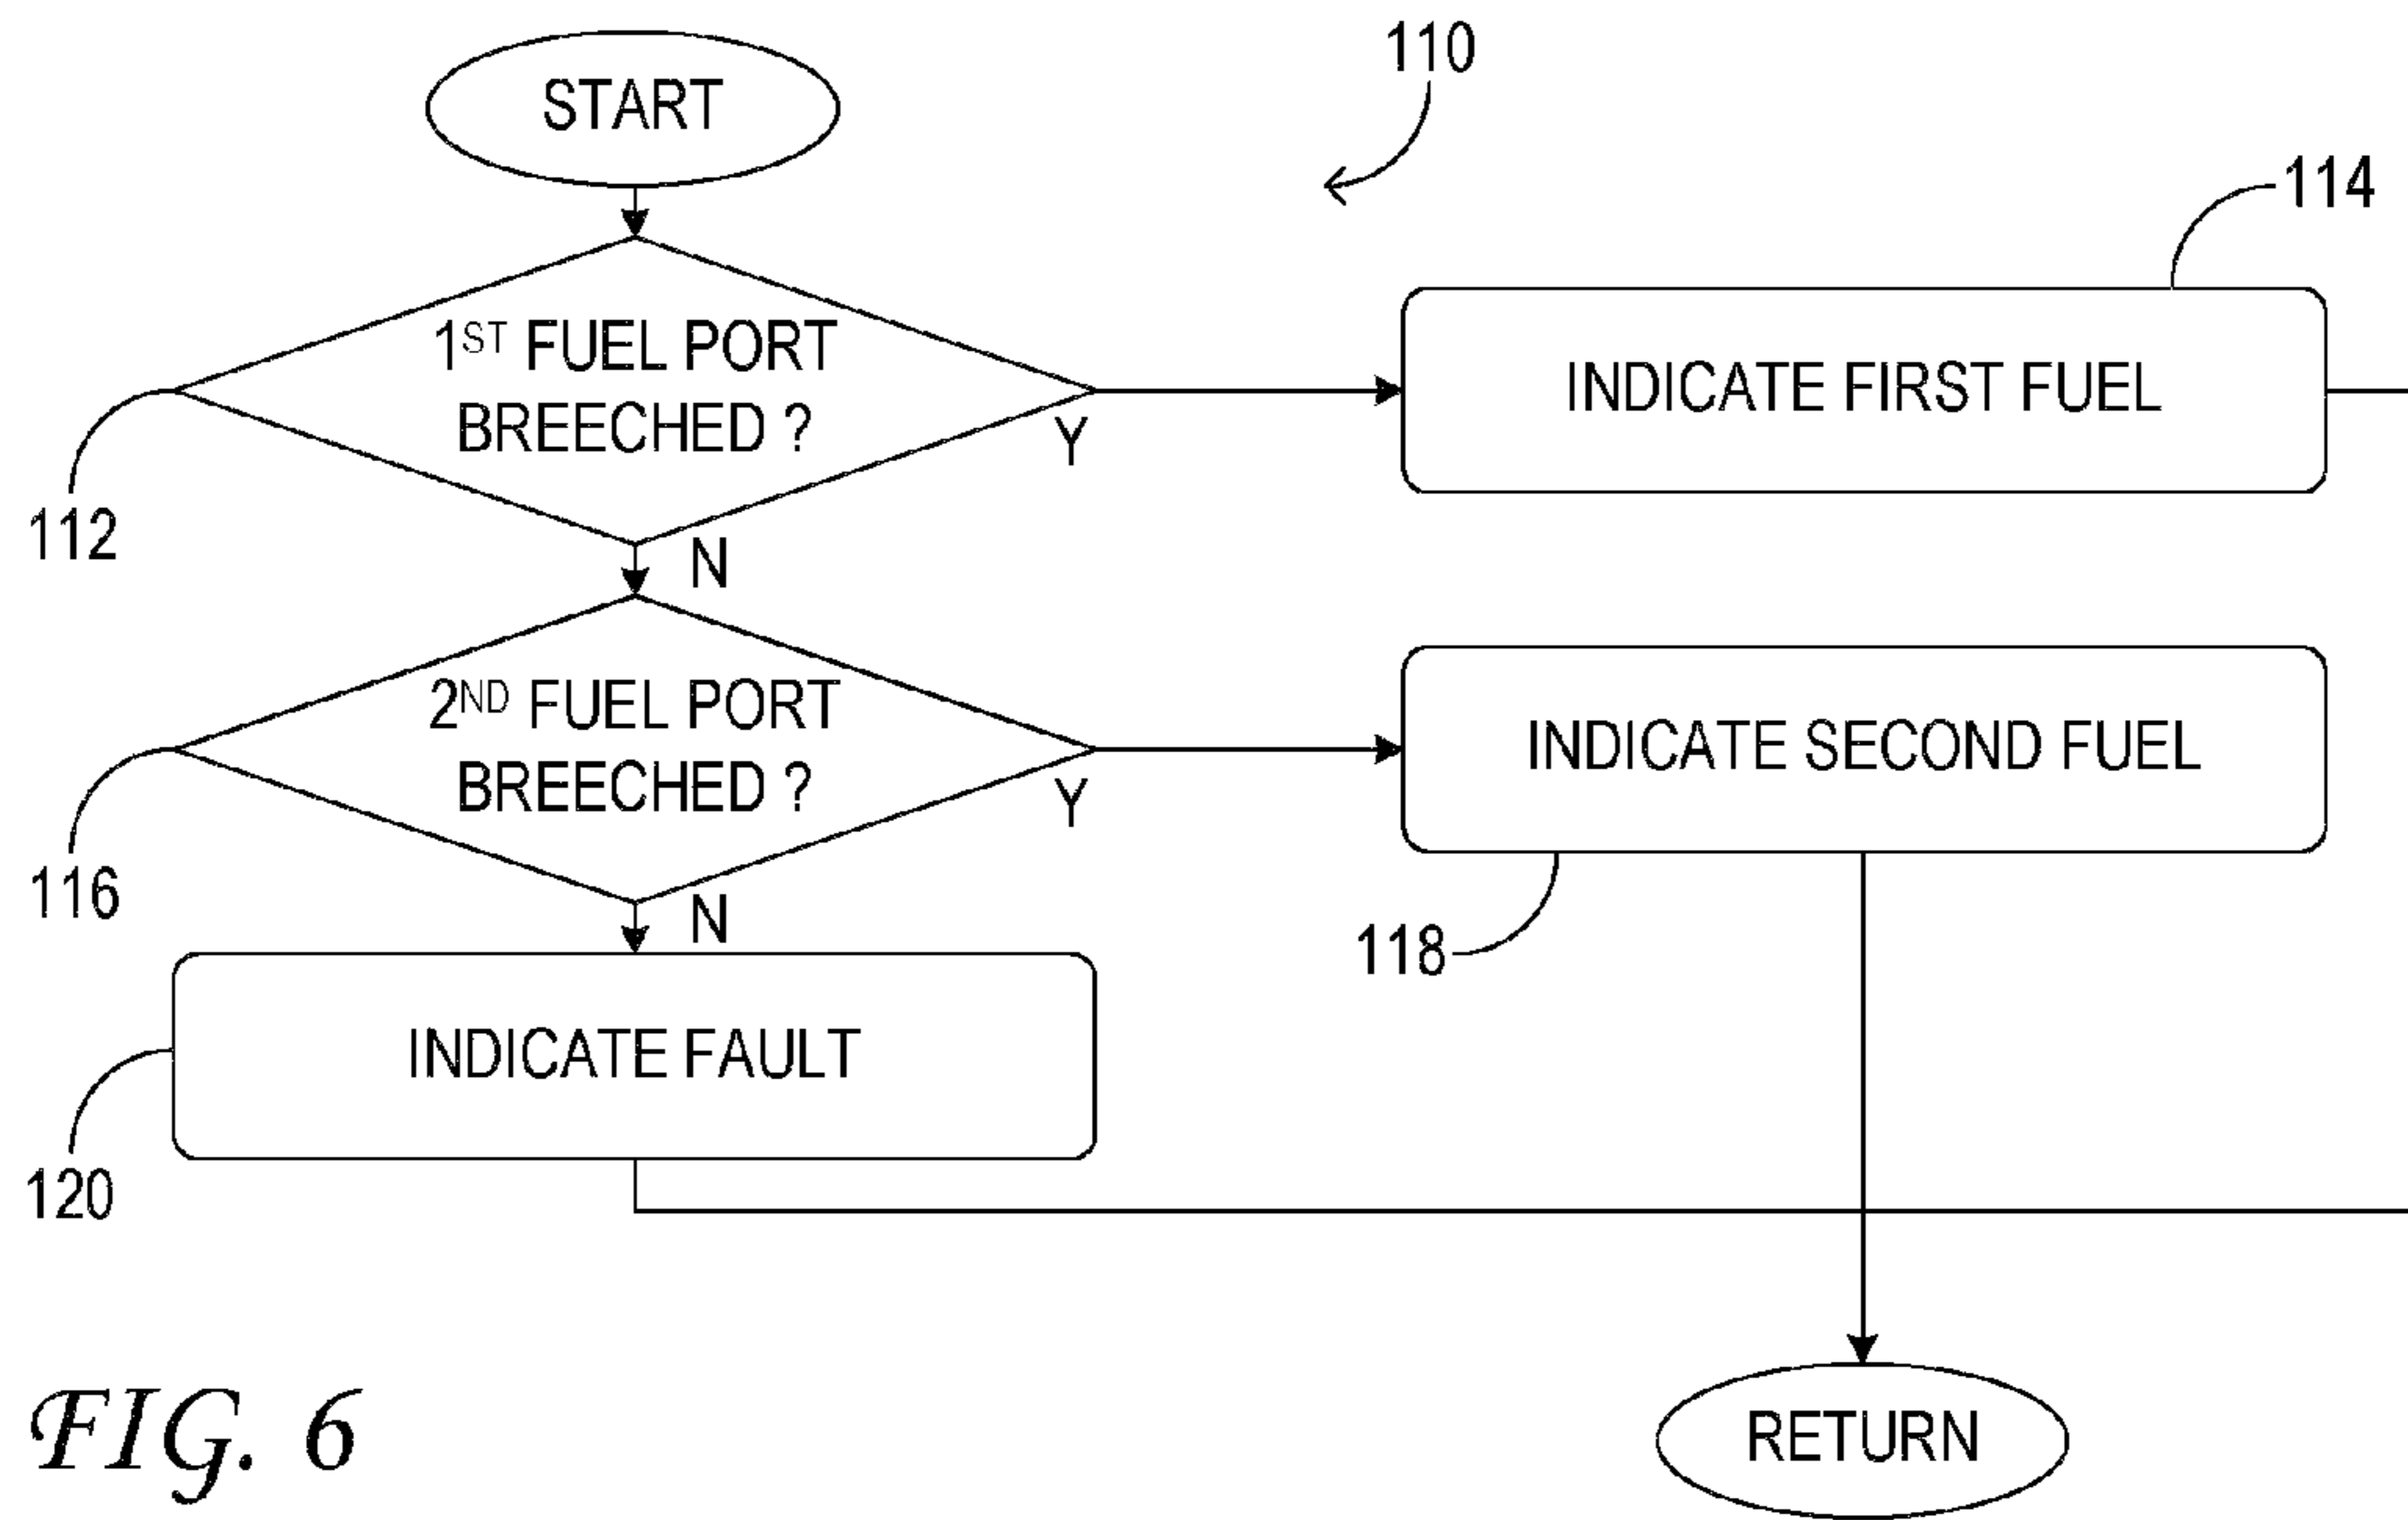 START
110
114
1ST FUEL PORT
BREECHED ?
Y
INDICATE FIRST FUEL
112
N
2ND FUEL PORT
BREECHED ?
Y
INDICATE SECOND FUEL
116
N
118
INDICATE FAULT
120
RETURN
FIG. 6